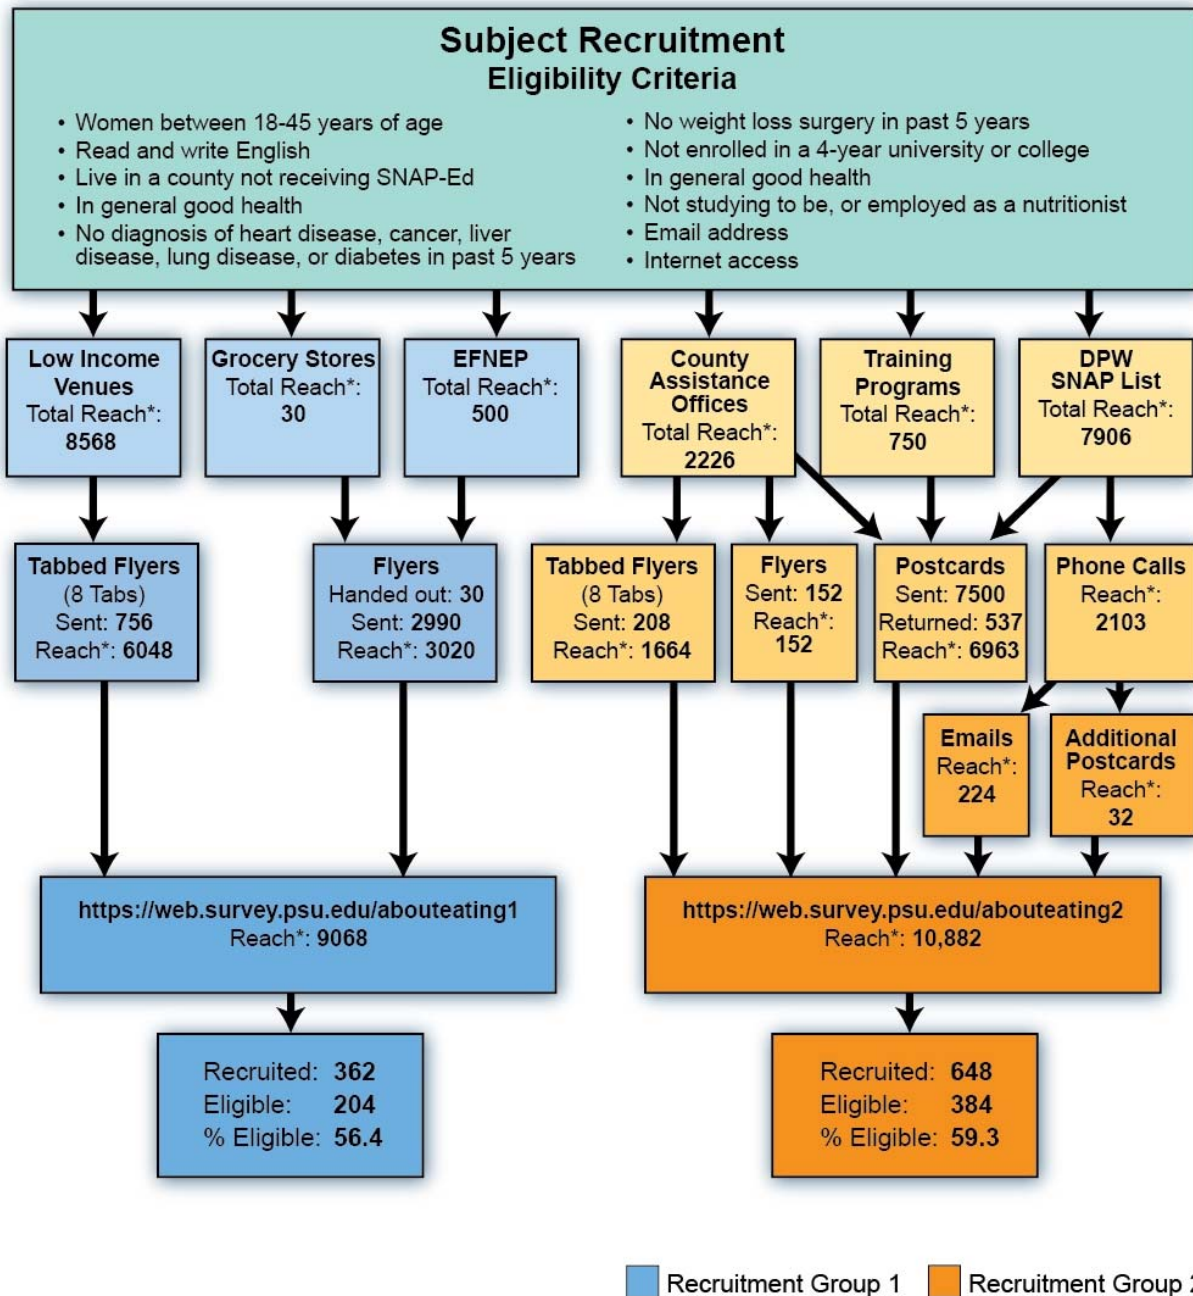 Subject Recruitment
Eligibility Criteria
• Women between 18-45 years of age
• Read and write English
• Live in a county not receiving SNAP-Ed
• In general good health
• No diagnosis of heart disease, cancer, liver
disease, lung disease, or diabetes in past 5 years
• No weight loss surgery in past 5 years
• Not enrolled in a 4-year university or college
• In general good health
• Not studying to be, or employed as a nutritionist
• Email address
• Internet access
Low Income
Venues
Total Reach*:
8568
Grocery Stores
Total Reach*:
30
EFNEP
Total Reach*:
500
County
Assistance
Offices
Total Reach*:
2226
Training
Programs
Total Reach*:
750
DPW
SNAP List
Total Reach*:
7906
Tabbed Flyers
(8 Tabs)
Sent: 756
Reach*: 6048
Flyers
Handed out: 30
Sent: 2990
Reach*: 3020
Tabbed Flyers
(8 Tabs)
Sent: 208
Reach*: 1664
Flyers
Sent: 152
Reach*:
152
Postcards
Sent: 7500
Returned: 537
Reach*: 6963
Phone Calls
Reach*:
2103
Emails
Reach*:
224
Additional
Postcards
Reach*:
32
https://web.survey.psu.edu/abouteating1
Reach*: 9068
https://web.survey.psu.edu/abouteating2
Reach*: 10,882
Recruited: 362
Eligible: 204
% Eligible: 56.4
Recruited: 648
Eligible: 384
% Eligible: 59.3
Recruitment Group 1
Recruitment Group 2